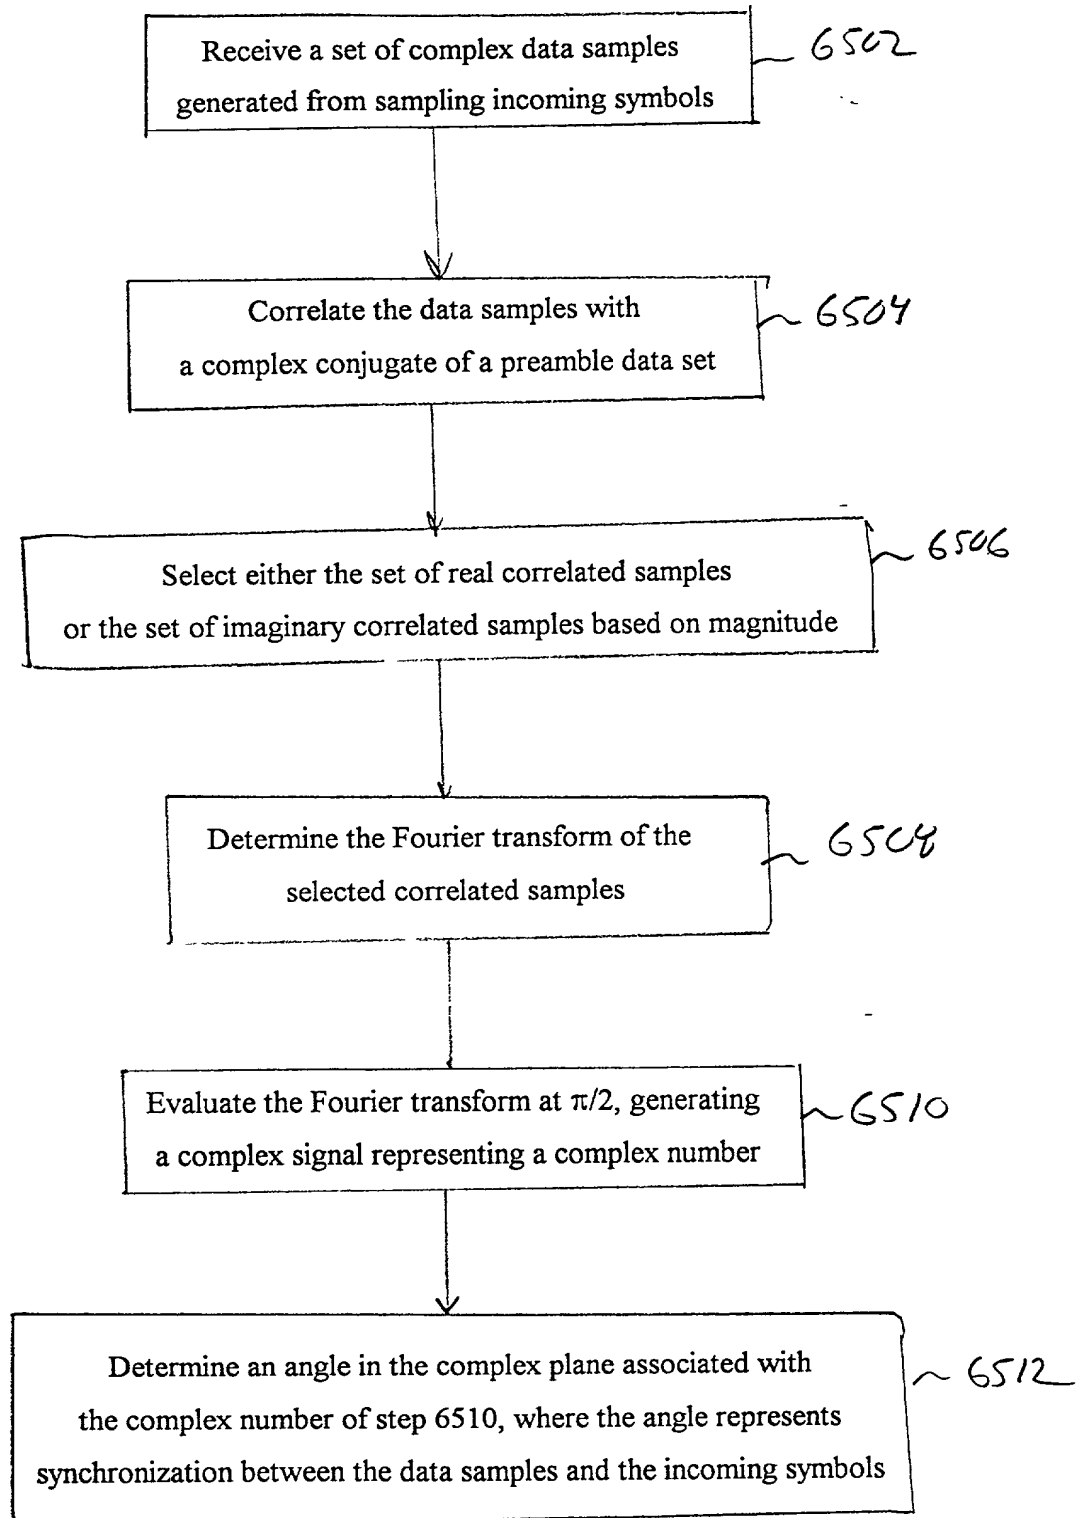 Receive a set of complex data samples
generated from sampling incoming symbols
6502
Correlate the data samples with
a complex conjugate of a preamble data set
6504
Select either the set of real correlated samples
or the set of imaginary correlated samples based on magnitude
6506
Determine the Fourier transform of the
selected correlated samples
6508
Evaluate the Fourier transform at π/2, generating
a complex signal representing a complex number
6510
Determine an angle in the complex plane associated with
the complex number of step 6510, where the angle represents
synchronization between the data samples and the incoming symbols
6512